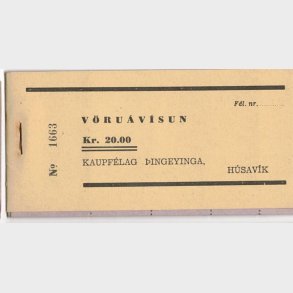 Fél. nr. ..........
VÖRUÁVÍSUN
Kr. 20.00
KAUPFÉLAG ÞINGEYINGA,
HÚSAVÍK
Nº 1663